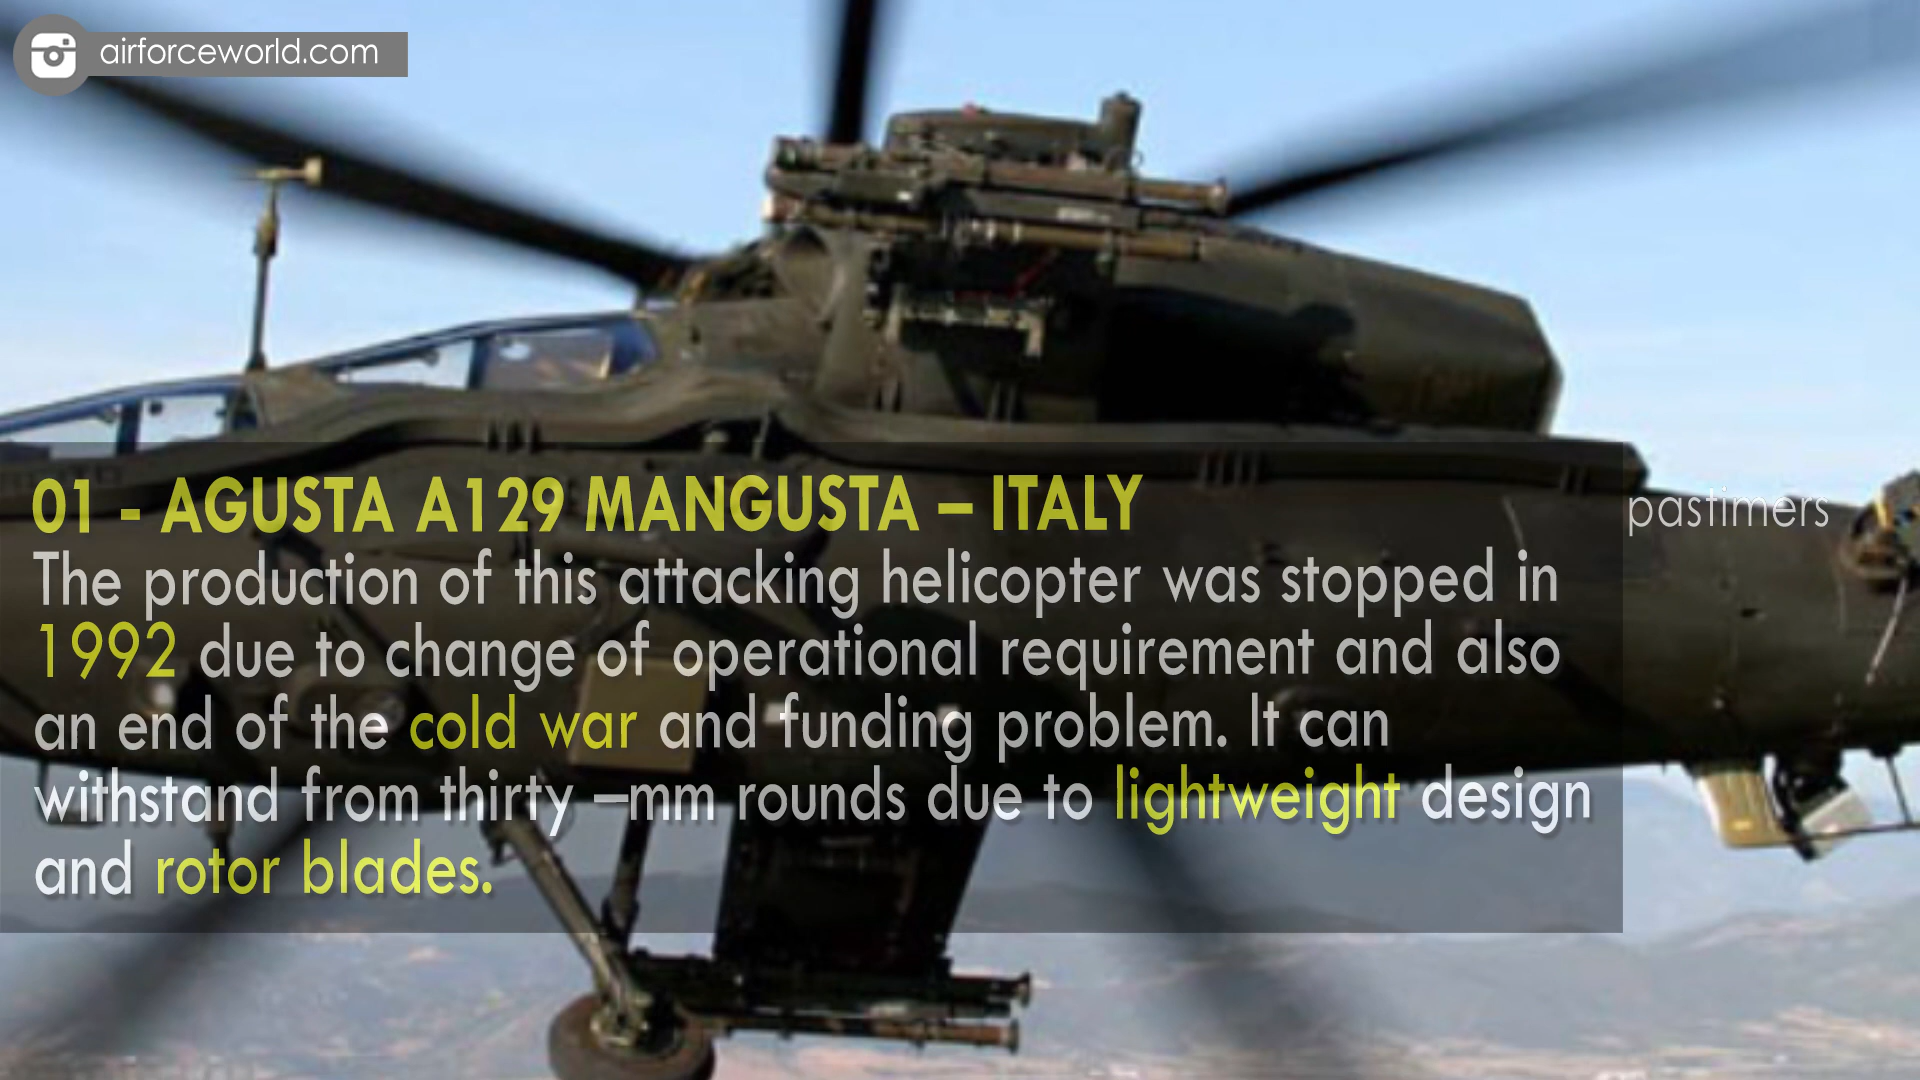 airforceworld.com
01 - AGUSTA A129 MANGUSTA – ITALY
The production of this attacking helicopter was stopped in
1992 due to change of operational requirement and also
an end of the cold war and funding problem. It can
withstand from thirty –mm rounds due to lightweight design
and rotor blades.
pastimers